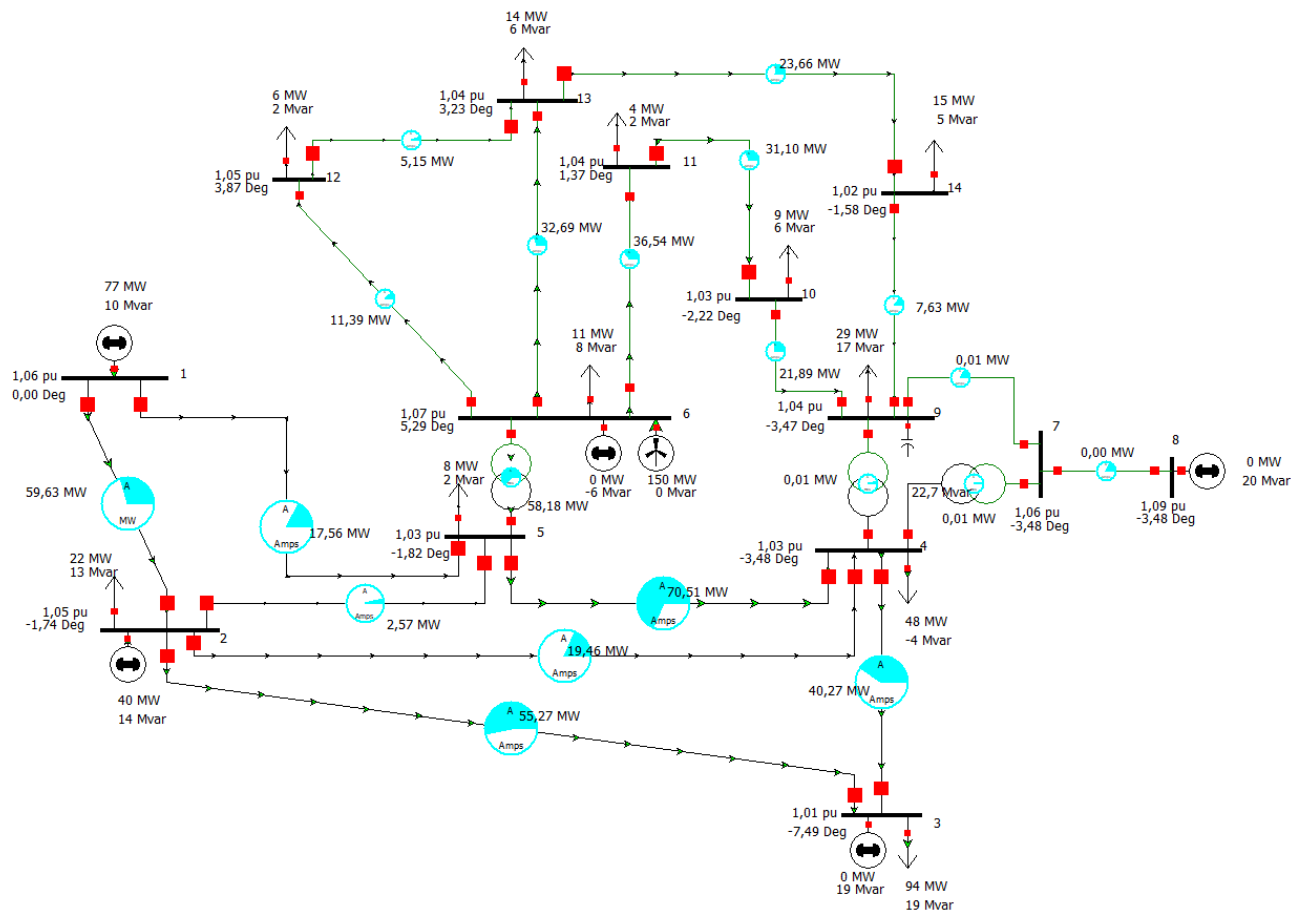 14 MW
6 Mvar
23,66 MW
6 MW
2 Mvar
1,04 pu
3,23 Deg
13
4 MW
2 Mvar
15 MW
5 Mvar
5,15 MW
31,10 MW
1,05 pu
3,87 Deg
12
1,04 pu
1,37 Deg
11
1,02 pu
-1,58 Deg
14
9 MW
6 Mvar
32,69 MW
36,54 MW
77 MW
10 Mvar
11,39 MW
1,03 pu
-2,22 Deg
10
7,63 MW
11 MW
8 Mvar
29 MW
17 Mvar
0,01 MW
21,89 MW
1,06 pu
0,00 Deg
1
1,07 pu
5,29 Deg
6
1,04 pu
-3,47 Deg
9
7
8
0,00 MW
0 MW
20 Mvar
8 MW
2 Mvar
0 MW
-6 Mvar
150 MW
0 Mvar
0,01 MW
22,7 Mvar
0,01 MW
1,06 pu
-3,48 Deg
1,09 pu
-3,48 Deg
59,63 MW
A
MW
A
17,56 MW
Amps
58,18 MW
1,03 pu
-1,82 Deg
5
1,03 pu
-3,48 Deg
4
22 MW
13 Mvar
A
Amps
2,57 MW
A
70,51 MW
Amps
1,05 pu
-1,74 Deg
2
A
19,46 MW
Amps
48 MW
-4 Mvar
40 MW
14 Mvar
A
40,27 MW
Amps
A
55,27 MW
Amps
1,01 pu
-7,49 Deg
3
0 MW
19 Mvar
94 MW
19 Mvar